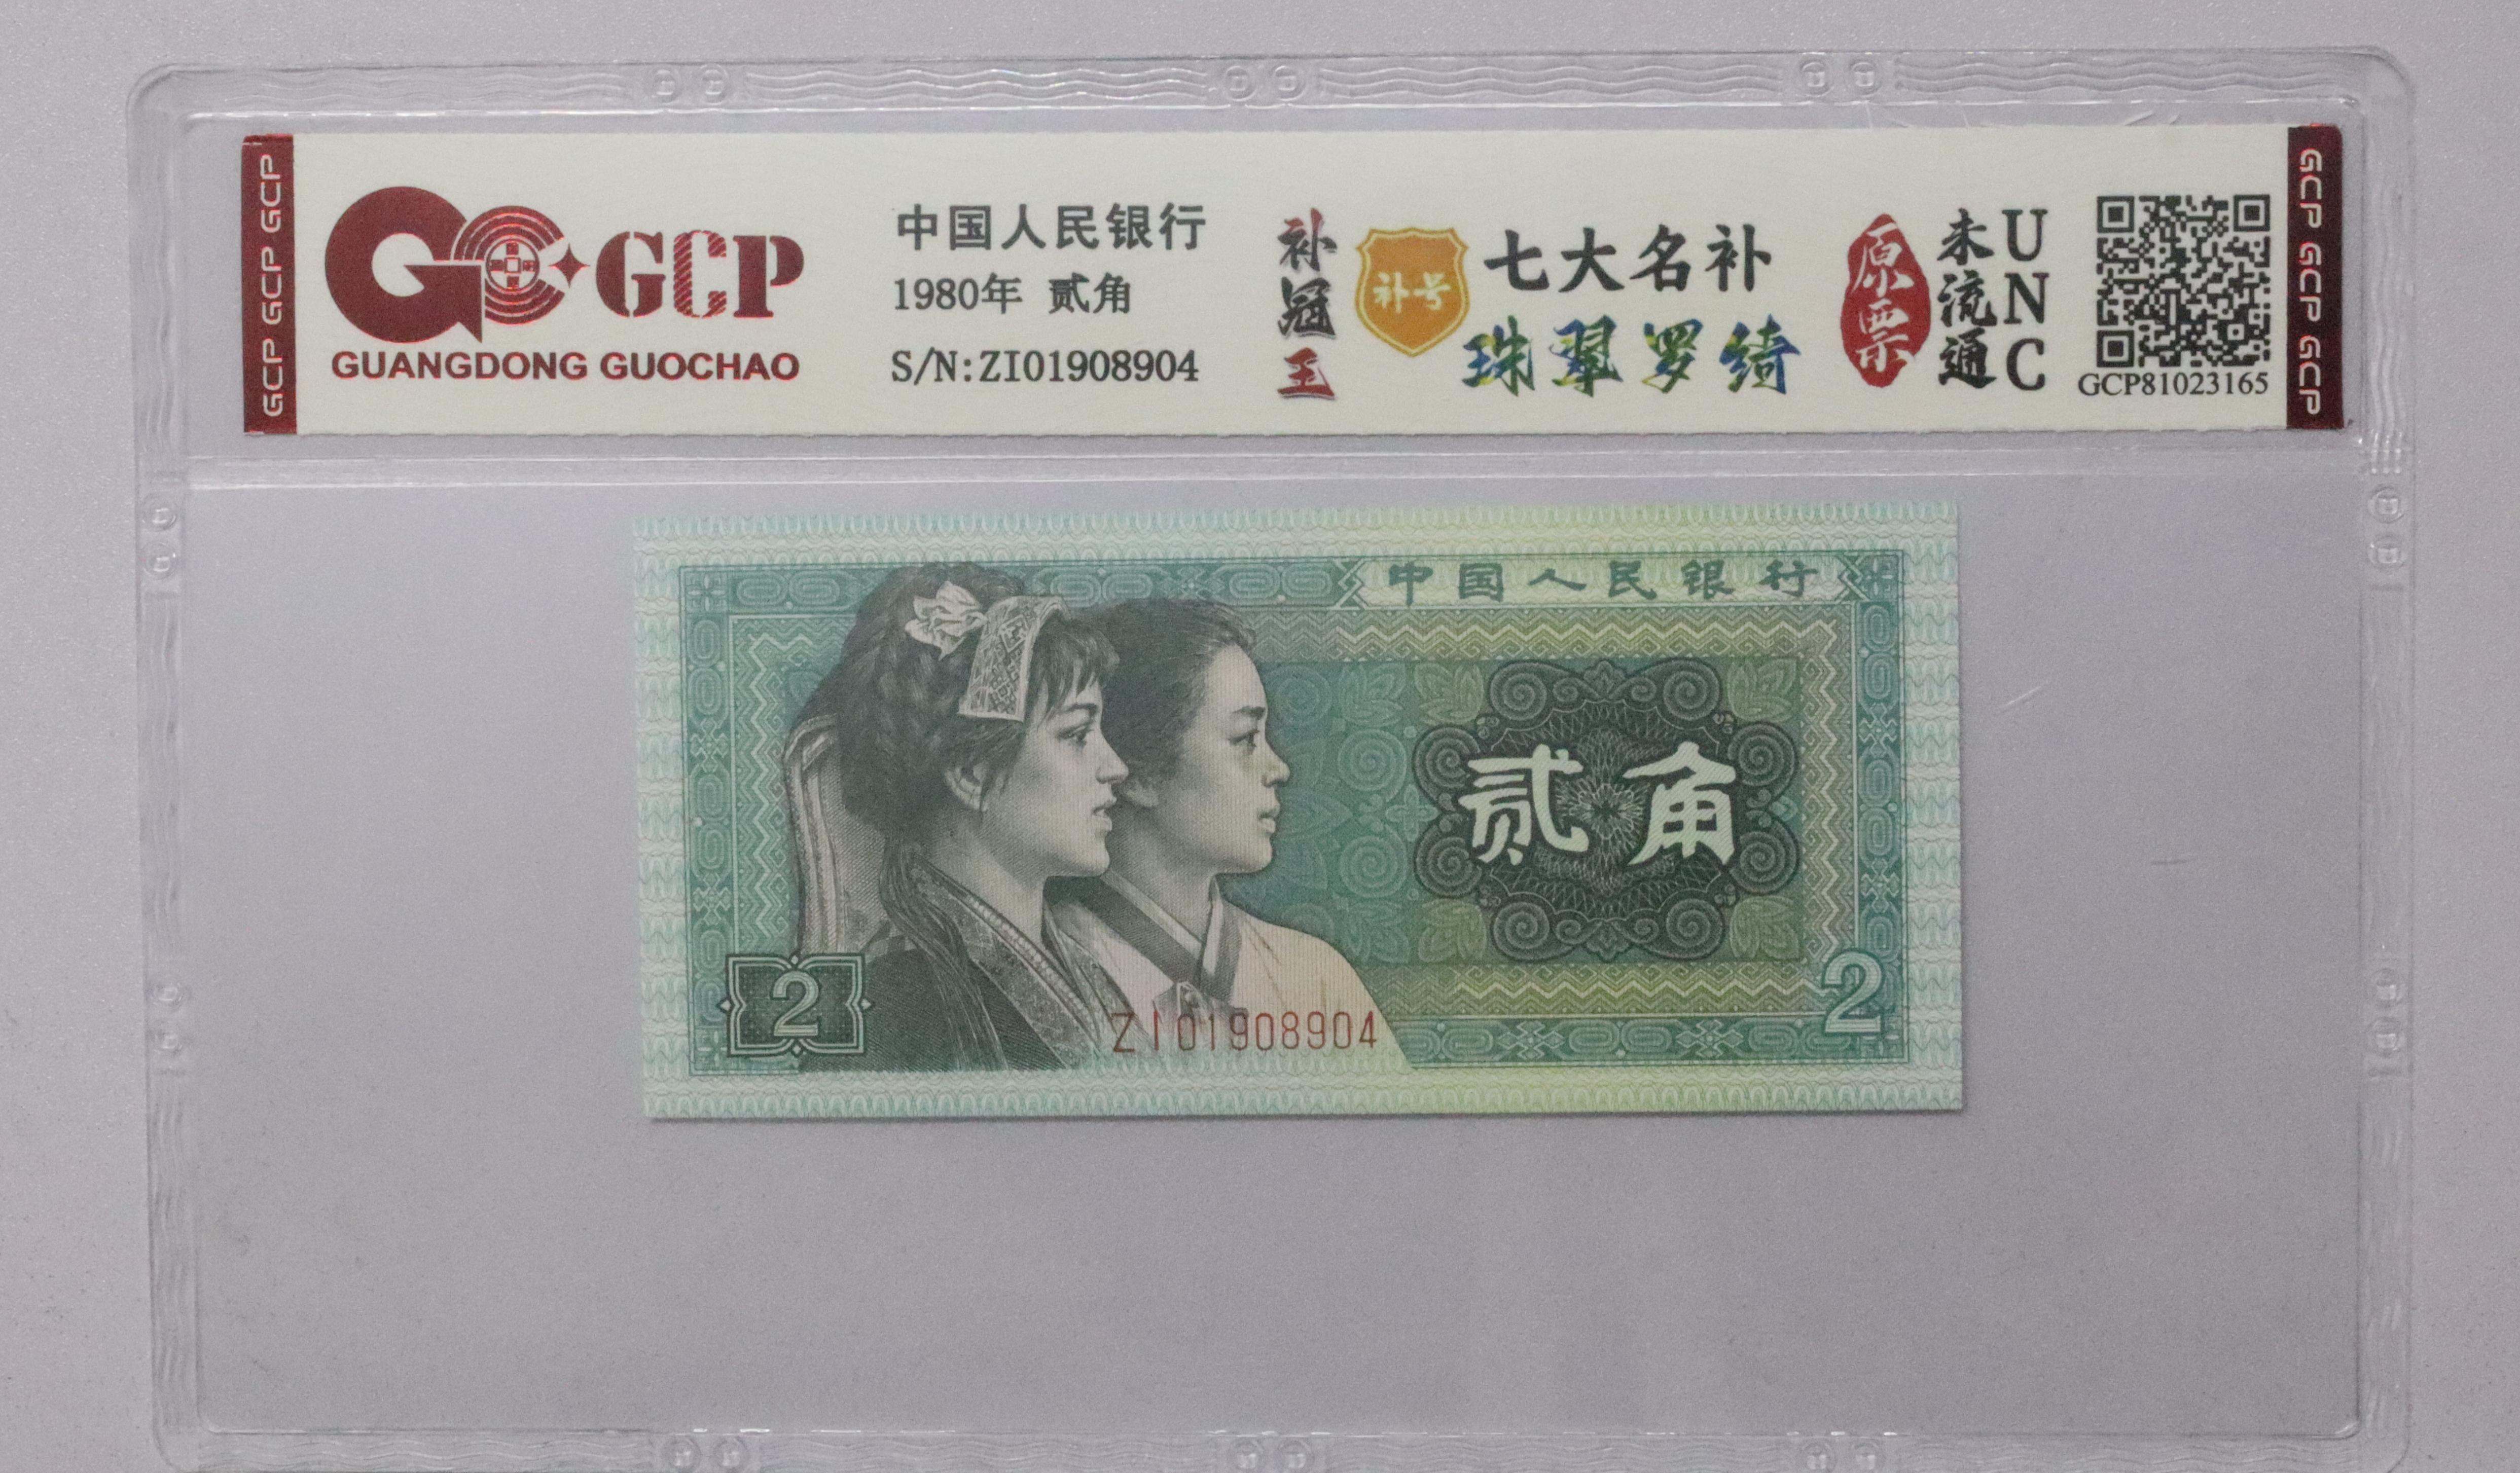 GCP GCP GCP
GCP
GUANGDONG GUOCHAO
中国人民银行
1980年 贰角
S/N:ZI01908904
补冠王
补号
七大名补
珠翠罗绮
原票
未流通
UNC
GCP81023165
GCP GCP GCP
中国人民银行
贰角
2
ZI01908904
2